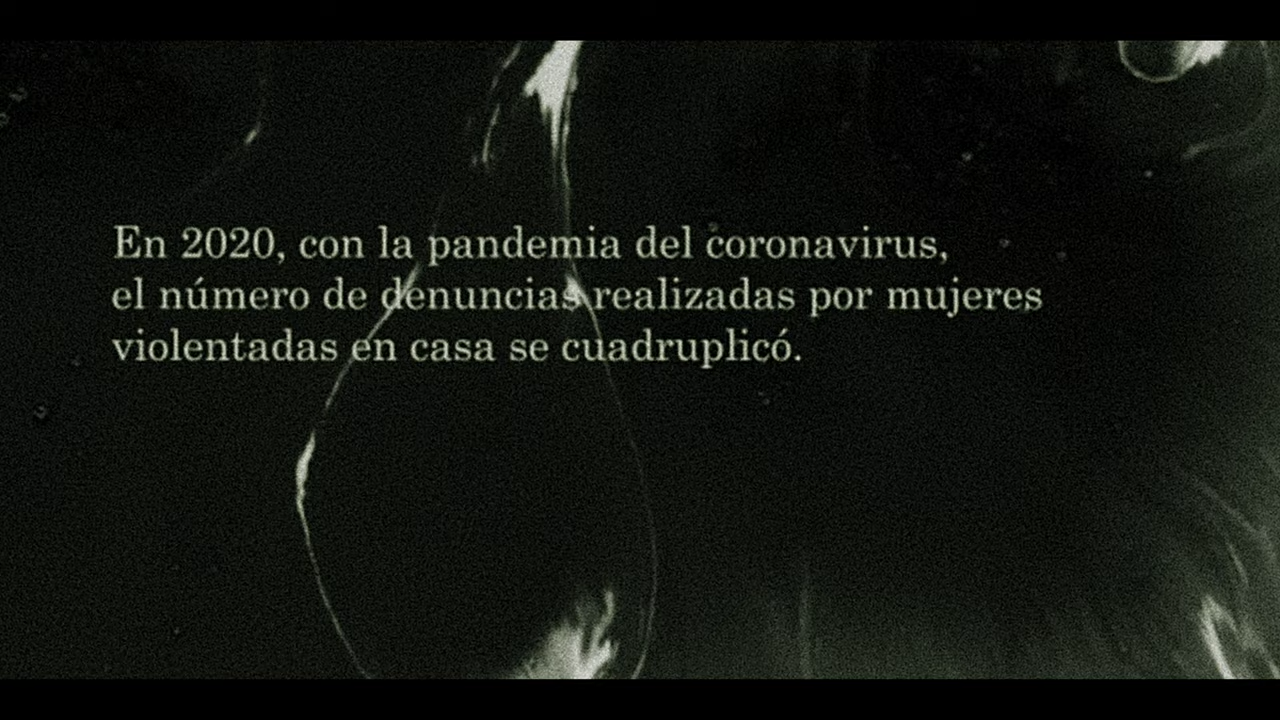 En 2020, con la pandemia del coronavirus,
el número de denuncias realizadas por mujeres
violentadas en casa se cuadruplicó.